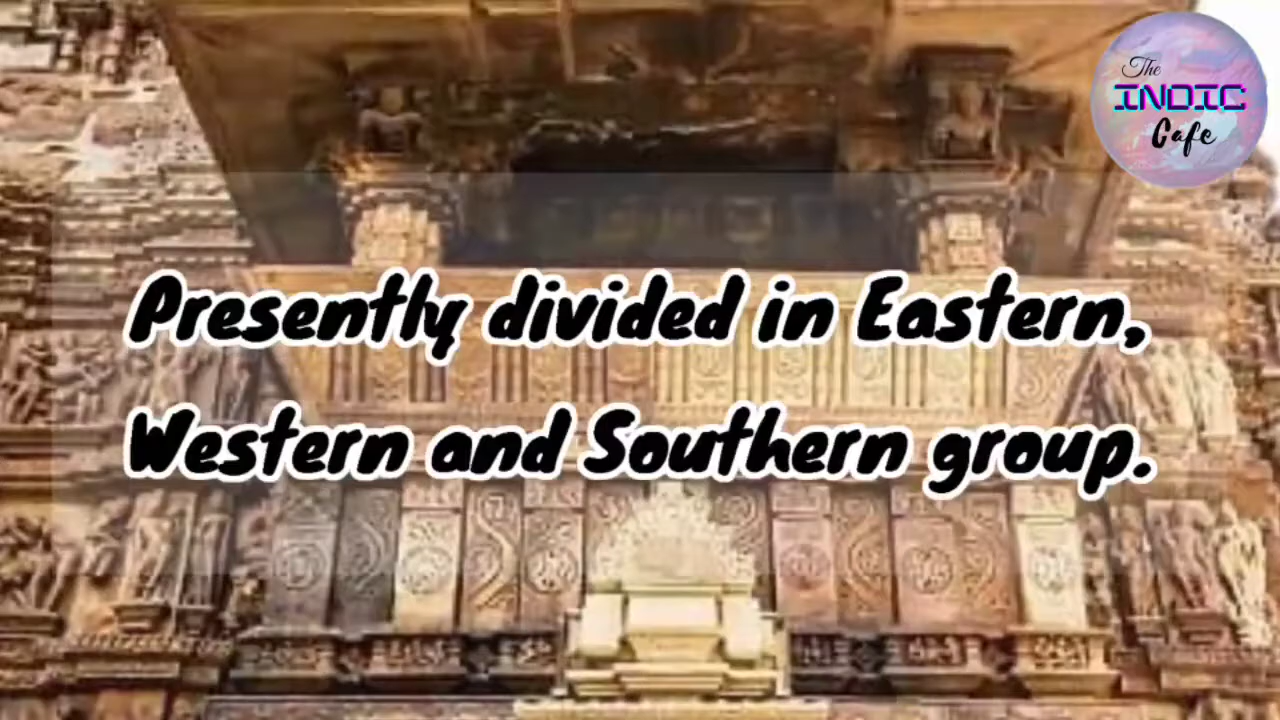 The
INDIC
Cafe
Presently divided in Eastern,
Western and Southern group.